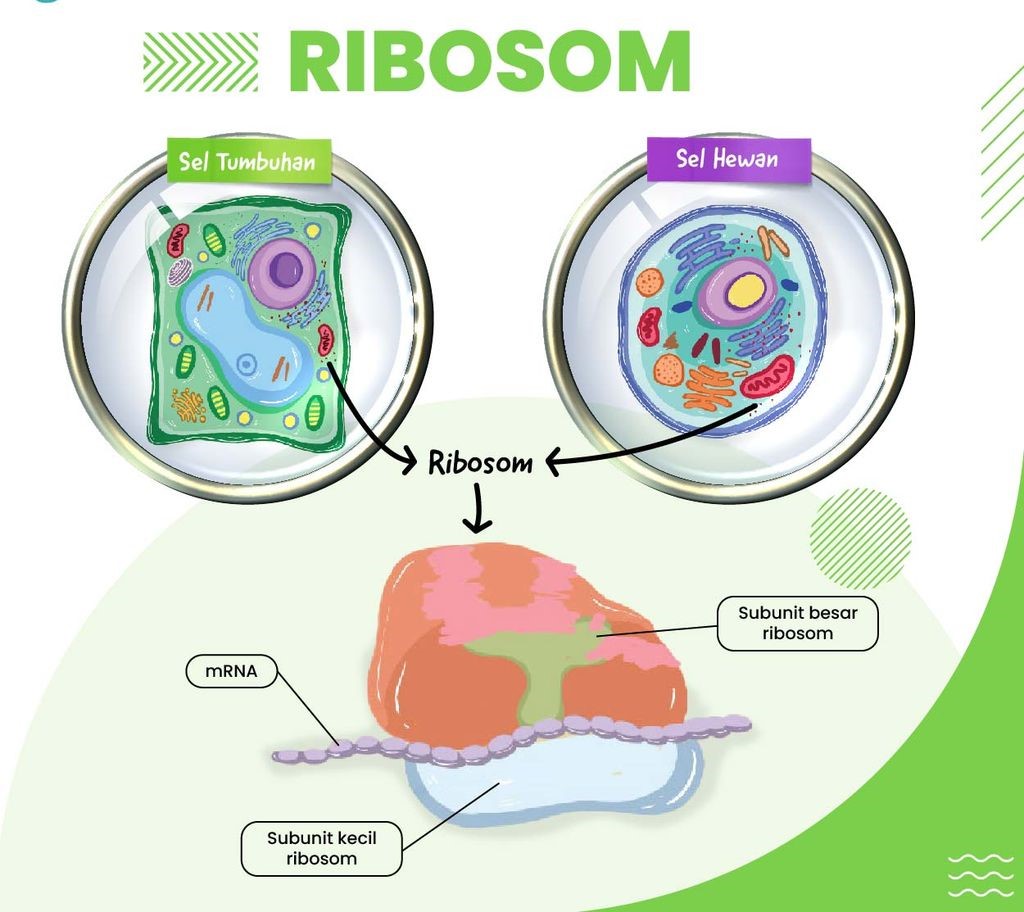 RIBOSOM
Sel Tumbuhan
Sel Hewan
Ribosom
Subunit besar
ribosom
mRNA
Subunit kecil
ribosom